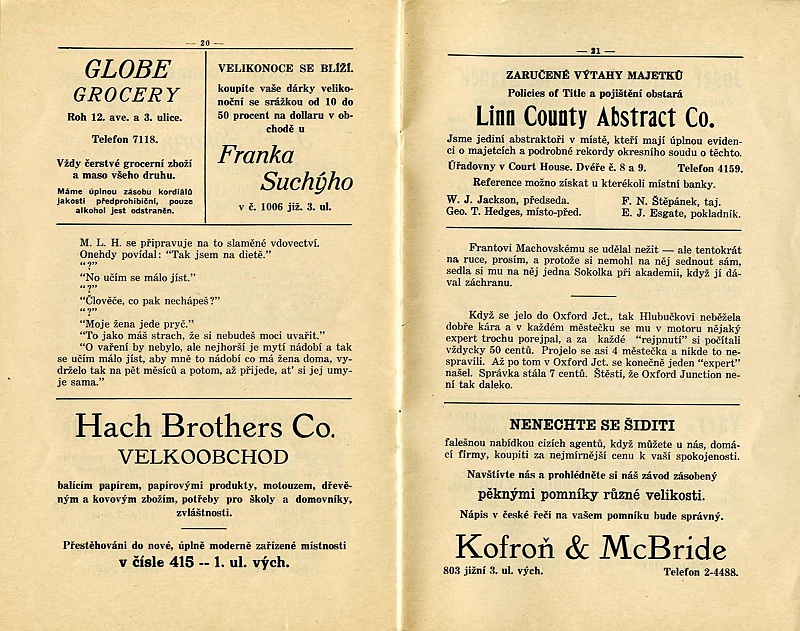 — 20 —
GLOBE
GROCERY
Roh 12. ave. a 3. ulice.
Telefon 7118.
Vždy čerstvé grocerní zboží
a maso všeho druhu.
Máme úplnou zásobu kordiálů
jakosti předprohibiční, pouze
alkohol jest odstraněn.
VELIKONOCE SE BLÍŽÍ.
koupíte vaše dárky veliko-
noční se srážkou od 10 do
50 procent na dollaru v ob-
chodě u
Franka
Suchýho
v č. 1006 již. 3. ul.
M. L. H. se připravuje na to slaměné vdovectví.
Onehdy povídal: “Tak jsem na dietě.”
“?”
“No učím se málo jíst.”
“?”
“Člověče, co pak nechápeš?”
“?”
“Moje žena jede pryč.”
“To jako máš strach, že si nebudeš moci uvařit.”
“O vaření by nebylo, ale nejhorší je mytí nádobí a tak
se učím málo jíst, aby mně to nádobí co má žena doma, vy-
drželo tak na pět měsíců a potom, až přijede, at’ si jej umy-
je sama.”
Hach Brothers Co.
VELKOOBCHOD
balícím papírem, papírovými produkty, motouzem, dřevě-
ným a kovovým zbožím, potřeby pro školy a domovníky,
zvláštnosti.
Přestěhováni do nové, úplně moderně zařízené místnosti
v čísle 415 -- 1. ul. vých.
— 21 —
ZARUČENÉ VÝTAHY MAJETKŮ
Policies of Title a pojištění obstará
Linn County Abstract Co.
Jsme jediní abstraktoři v místě, kteří mají úplnou eviden-
ci o majetcích a podrobné rekordy okresního soudu o těchto.
Úřadovny v Court House. Dvéře č. 8 a 9. Telefon 4159.
Reference možno získat u kterékoli místní banky.
W. J. Jackson, předseda. F. N. Štěpánek, taj.
Geo. T. Hedges, místo-před. E. J. Esgate, pokladník.
Frantovi Machovskému se udělal nežit — ale tentokrát
na ruce, prosím, a protože si nemohl na něj sednout sám,
sedla si mu na něj jedna Sokolka při akademii, když jí dá-
val záchranu.
Když se jelo do Oxford Jct., tak Hlubučkovi neběžela
dobře kára a v každém městečku se mu v motoru nějaký
expert trochu porejpal, a za každé “rejpnutí” si počítali
vždycky 50 centů. Projelo se asi 4 městečka a nikde to ne-
spravili. Až po tom v Oxford Jct. se konečně jeden “expert”
našel. Správka stála 7 centů. Štěstí, že Oxford Junction ne-
ní tak daleko.
NENECHTE SE ŠIDITI
falešnou nabídkou cizích agentů, když můžete u nás, domá-
cí fírmy, koupiti za nejmírnější cenu k vaší spokojenosti.
Navštivte nás a prohlédněte si náš závod zásobený
pěknými pomníky různé velikosti.
Nápis v české řeči na vašem pomníku bude správný.
Kofroň & McBride
803 jižní 3. ul. vých. Telefon 2-4488.